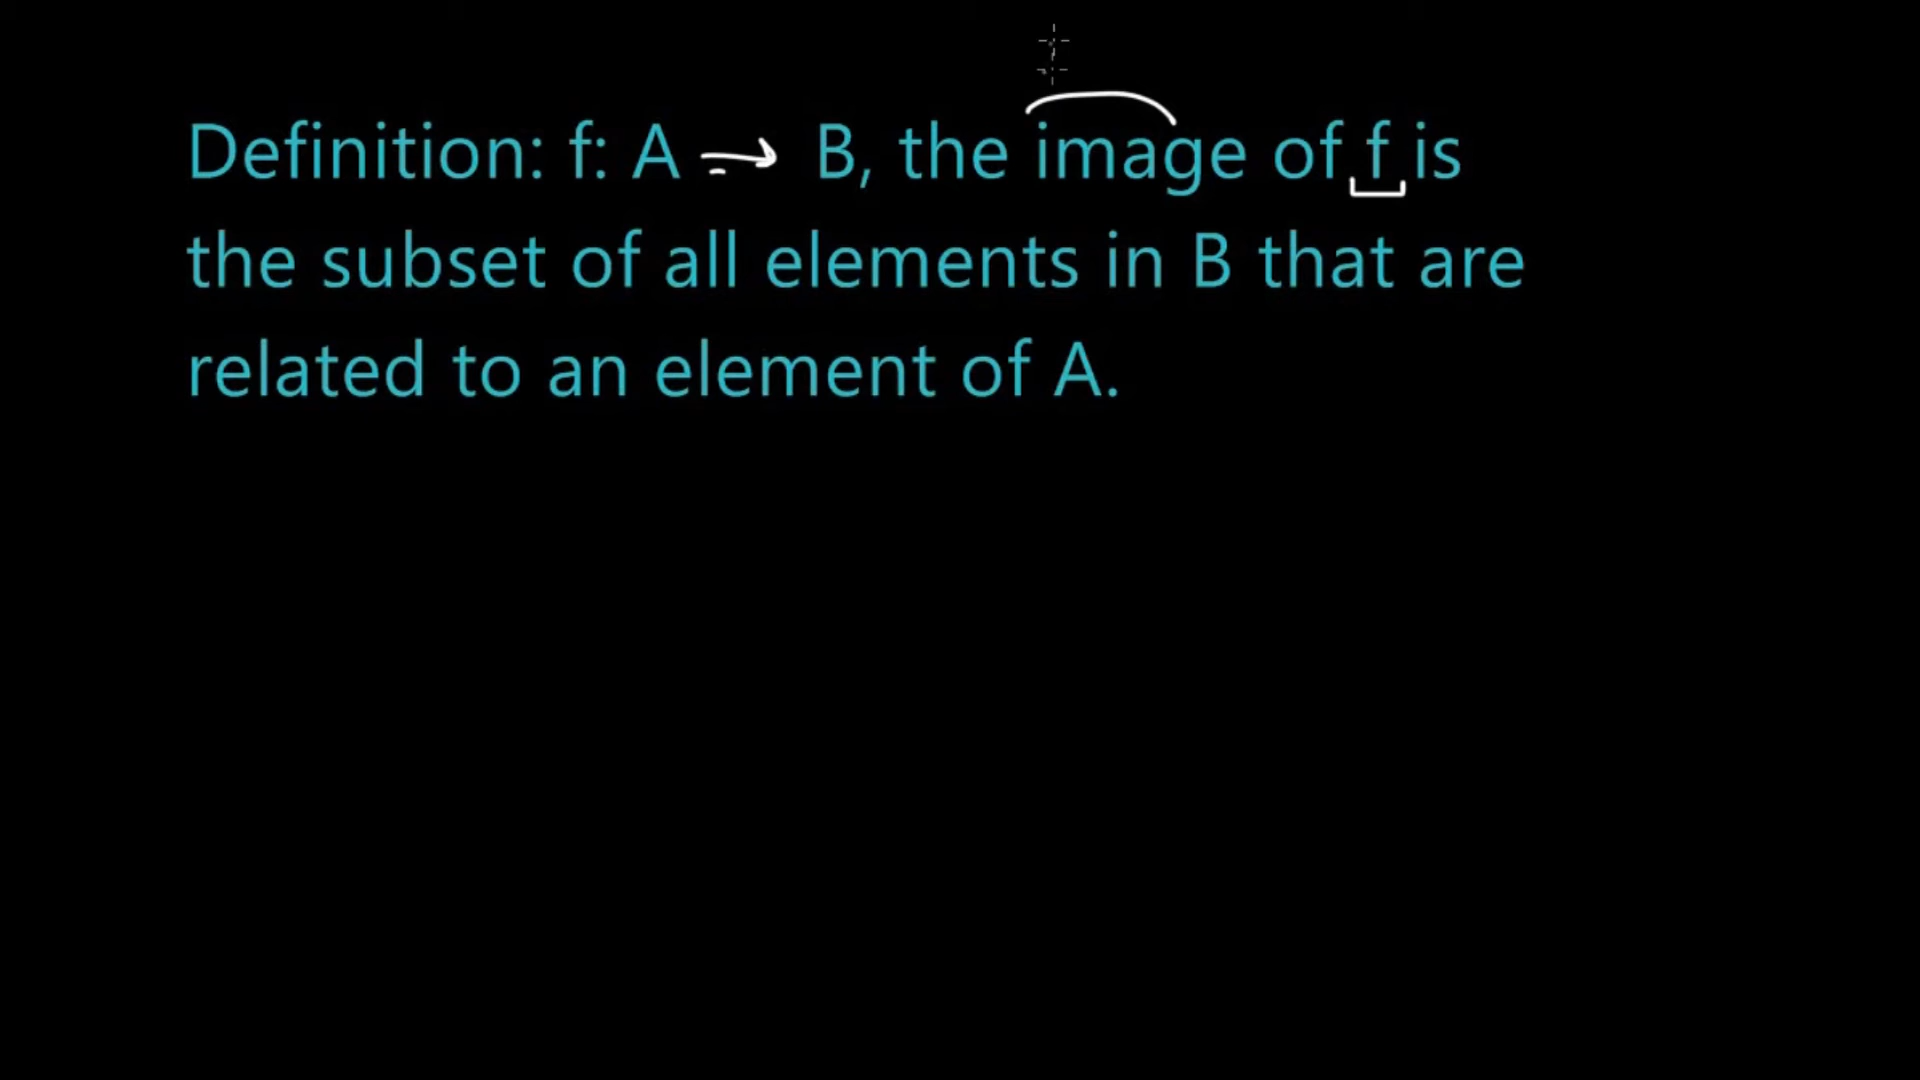 Definition: f: A → B, the image of f is
the subset of all elements in B that are
related to an element of A.